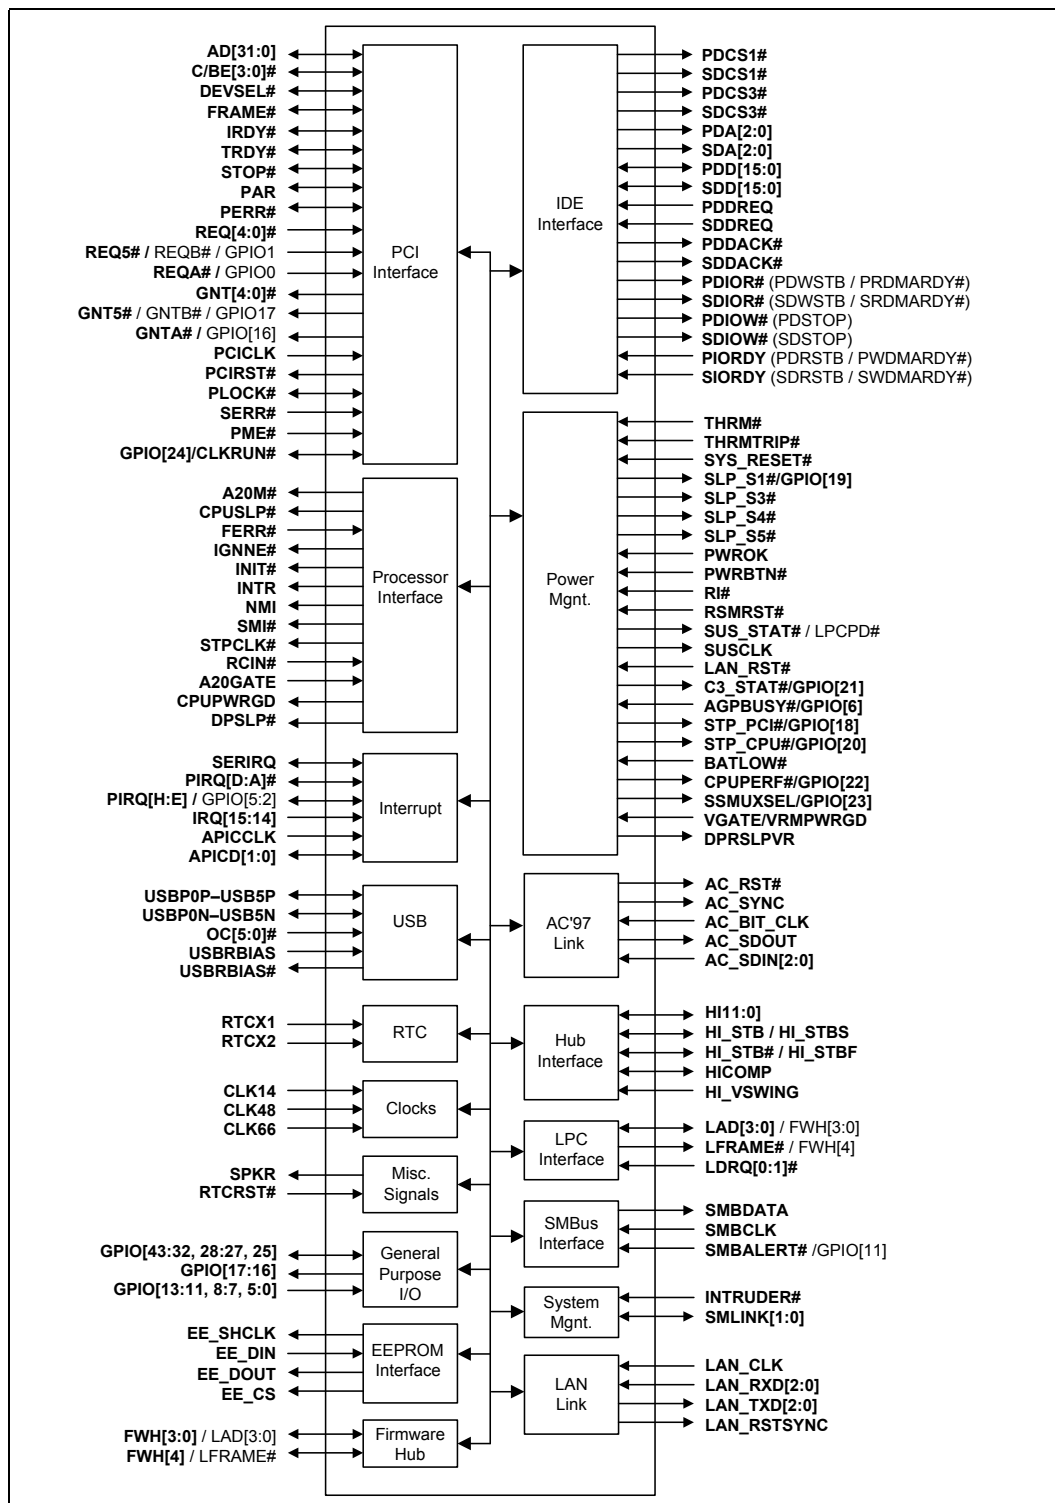 AD[31:0]
C/BE[3:0]#
DEVSEL#
FRAME#
IRDY#
TRDY#
STOP#
PAR
PERR#
REQ[4:0]#
REQ5# / REQB# / GPIO1
REQA# / GPIO0
GNT[4:0]#
GNT5# / GNTB# / GPIO17
GNTA# / GPIO[16]
PCICLK
PCIRST#
PLOCK#
SERR#
PME#
GPIO[24]/CLKRUN#
PCI
Interface
A20M#
CPUSLP#
FERR#
IGNNE#
INIT#
INTR
NMI
SMI#
STPCLK#
RCIN#
A20GATE
CPUPWRGD
DPSLP#
Processor
Interface
SERIRQ
PIRQ[D:A]#
PIRQ[H:E] / GPIO[5:2]
IRQ[15:14]
APICCLK
APICD[1:0]
Interrupt
USBP0P–USB5P
USBP0N–USB5N
OC[5:0]#
USBRBIAS
USBRBIAS#
USB
RTCX1
RTCX2
RTC
CLK14
CLK48
CLK66
Clocks
SPKR
RTCRST#
Misc.
Signals
GPIO[43:32, 28:27, 25]
GPIO[17:16]
GPIO[13:11, 8:7, 5:0]
General
Purpose
I/O
EE_SHCLK
EE_DIN
EE_DOUT
EE_CS
EEPROM
Interface
FWH[3:0] / LAD[3:0]
FWH[4] / LFRAME#
Firmware
Hub
IDE
Interface
PDCS1#
SDCS1#
PDCS3#
SDCS3#
PDA[2:0]
SDA[2:0]
PDD[15:0]
SDD[15:0]
PDDREQ
SDDREQ
PDDACK#
SDDACK#
PDIOR# (PDWSTB / PRDMARDY#)
SDIOR# (SDWSTB / SRDMARDY#)
PDIOW# (PDSTOP)
SDIOW# (SDSTOP)
PIORDY (PDRSTB / PWDMARDY#)
SIORDY (SDRSTB / SWDMARDY#)
Power
Mgnt.
THRM#
THRMTRIP#
SYS_RESET#
SLP_S1#/GPIO[19]
SLP_S3#
SLP_S4#
SLP_S5#
PWROK
PWRBTN#
RI#
RSMRST#
SUS_STAT# / LPCPD#
SUSCLK
LAN_RST#
C3_STAT#/GPIO[21]
AGPBUSY#/GPIO[6]
STP_PCI#/GPIO[18]
STP_CPU#/GPIO[20]
BATLOW#
CPUPERF#/GPIO[22]
SSMUXSEL/GPIO[23]
VGATE/VRMPWRGD
DPRSLPVR
AC'97
Link
AC_RST#
AC_SYNC
AC_BIT_CLK
AC_SDOUT
AC_SDIN[2:0]
Hub
Interface
HI11:0]
HI_STB / HI_STBS
HI_STB# / HI_STBF
HICOMP
HI_VSWING
LPC
Interface
LAD[3:0] / FWH[3:0]
LFRAME# / FWH[4]
LDRQ[0:1]#
SMBus
Interface
SMBDATA
SMBCLK
SMBALERT# /GPIO[11]
System
Mgnt.
INTRUDER#
SMLINK[1:0]
LAN
Link
LAN_CLK
LAN_RXD[2:0]
LAN_TXD[2:0]
LAN_RSTSYNC